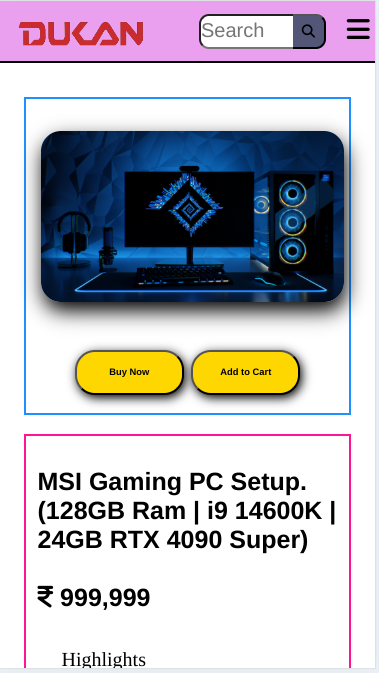 DUKAN
Search
Buy Now
Add to Cart
MSI Gaming PC Setup.
(128GB Ram | i9 14600K |
24GB RTX 4090 Super)
₹ 999,999
Highlights